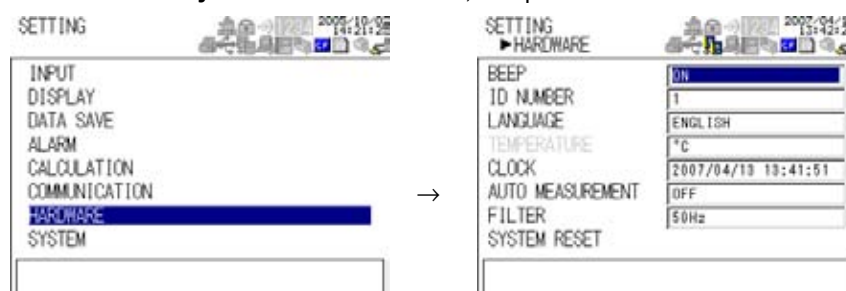 SETTING
INPUT
DISPLAY
DATA SAVE
ALARM
CALCULATION
COMMUNICATION
HARDWARE
SYSTEM
→
SETTING
►HARDWARE
BEEP ON
ID NUMBER 1
LANGUAGE ENGLISH
TEMPERATURE °C
CLOCK 2007/04/13 13:41:51
AUTO MEASUREMENT OFF
FILTER 50Hz
SYSTEM RESET